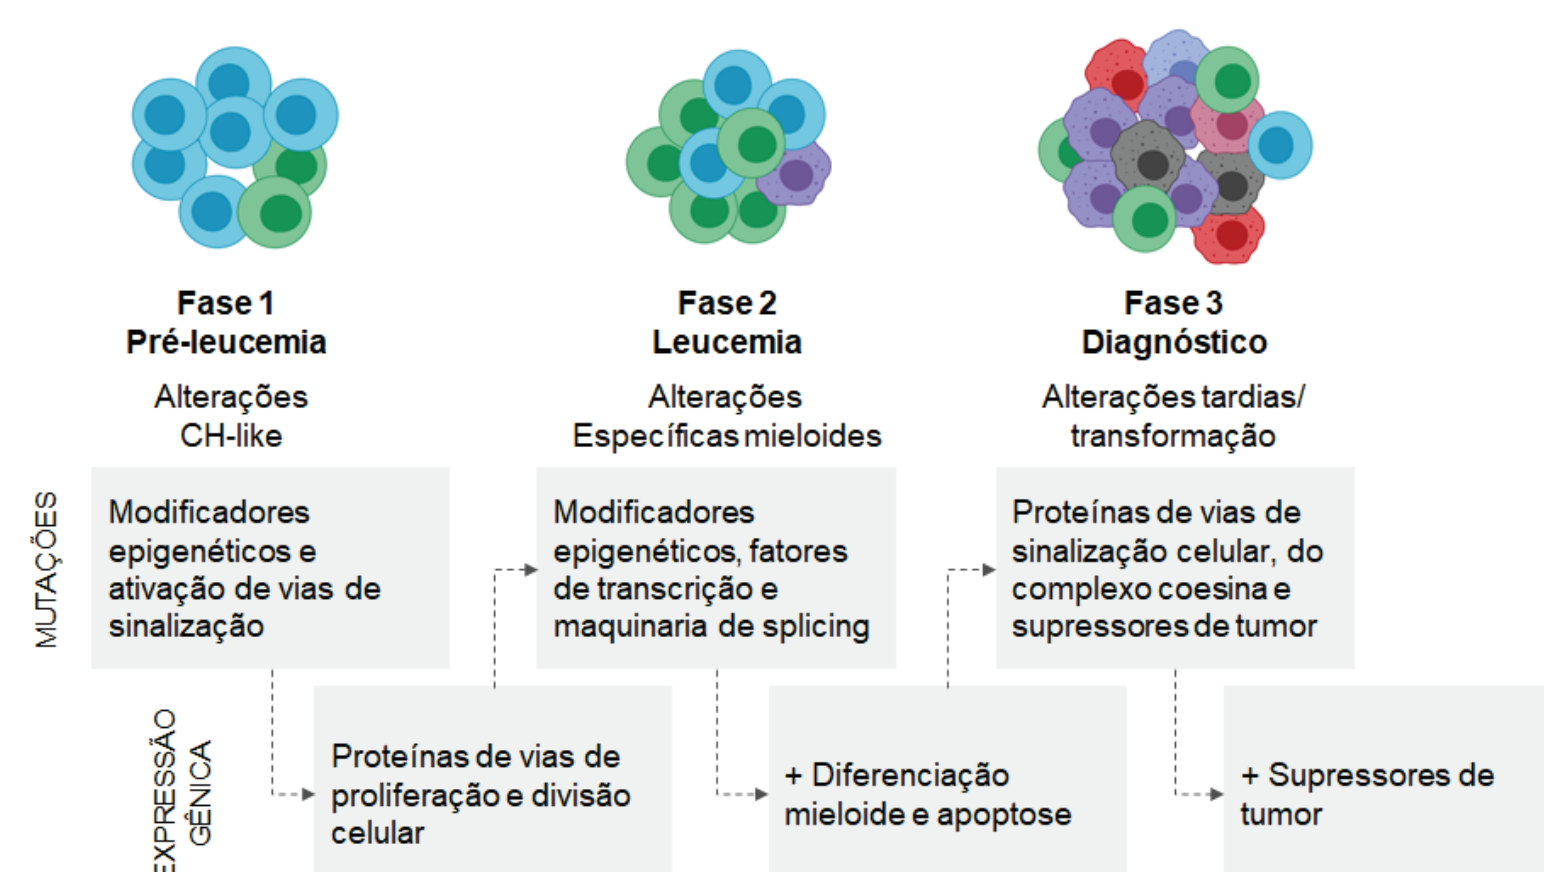 Fase 1
Pré-leucemia
Alterações
CH-like
Fase 2
Leucemia
Alterações
Específicas mieloides
Fase 3
Diagnóstico
Alterações tardias/
transformação
MUTAÇÕES
Modificadores
epigenéticos e
ativação de vias de
sinalização
Modificadores
epigenéticos, fatores
de transcrição e
maquinaria de splicing
Proteínas de vias de
sinalização celular, do
complexo coesina e
supressores de tumor
EXPRESSÃO
GÊNICA
Proteínas de vias de
proliferação e divisão
celular
+ Diferenciação
mieloide e apoptose
+ Supressores de
tumor